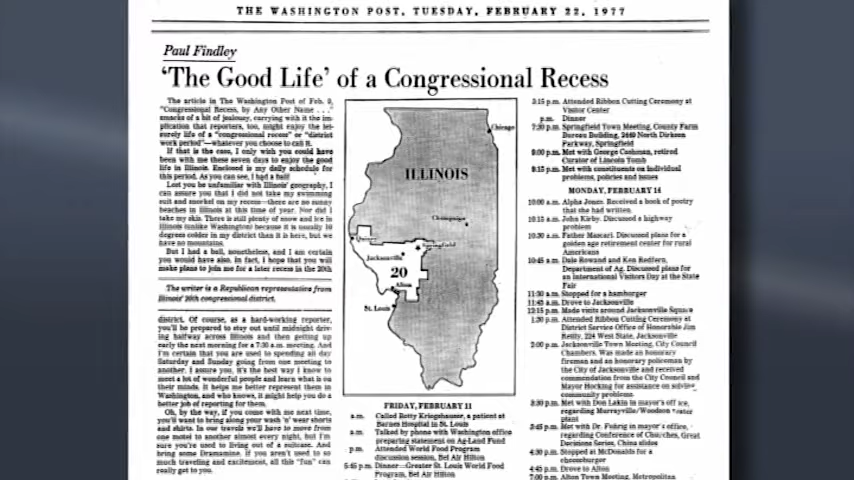 THE WASHINGTON POST, TUESDAY, FEBRUARY 22, 1977
Paul Findley
'The Good Life' of a Congressional Recess
The article in The Washington Post of Feb. 9,
"Congressional Recess, by Any Other Name . . ."
smacks of a bit of jealousy, carrying with it the im-
plication that reporters, too, might enjoy the lei-
surely life of a "congressional recess" or "district
work period"—whatever you choose to call it.
If that is the case, I only wish you could have
been with me these seven days to enjoy the good
life in Illinois. Enclosed is my daily schedule for
this period. As you can see, I had a ball!
Lest you be unfamiliar with Illinois' geography, I
can assure you that I did not take my swimming
suit and snorkel on my recess—there are no sunny
beaches in Illinois at this time of year. Nor did I
take my skis. There is still plenty of snow and ice in
Illinois (unlike Washington) because it is usually 10
degrees colder in my district than it is here, but we
have no mountains.
But I had a ball, nonetheless, and I am certain
you would have also. In fact, I hope that you will
make plans to join me for a later recess in the 20th
The writer is a Republican representative from
Illinois' 20th congressional district.
district. Of course, as a hard-working reporter,
you'll be prepared to stay out until midnight driv-
ing halfway across Illinois and then getting up
early the next morning for a 7:30 a.m. meeting. And
I'm certain that you are used to spending all day
Saturday and Sunday going from one meeting to
another. I assure you, it's the best way I know to
meet a lot of wonderful people and learn what is on
their minds. It helps me better represent them in
Washington, and who knows, it might help you do a
better job of reporting for them.
Oh, by the way, if you come with me next time,
you'll want to bring along your wash 'n' wear shorts
and shirts. In our travels we'll have to move from
one motel to another almost every night, but I'm
sure you're used to living out of a suitcase. And
bring some Dramamine. If you aren't used to so
much traveling and excitement, all this "fun" can
really get to you.
Chicago
ILLINOIS
Champaign
Quincy
Springfield
Jacksonville
20
Alton
St. Louis
FRIDAY, FEBRUARY 11
a.m. Called Betty Kriegshauser, a patient at
Barnes Hospital in St. Louis
a.m. Talked by phone with Washington office
preparing statement on Ag-Land Fund
p.m. Attended World Food Program
discussion session, Bel Air Hilton
5:45 p.m. Dinner—Greater St. Louis World Food
Program, Bel Air Hilton
3:15 p.m. Attended Ribbon Cutting Ceremony at
Visitor Center
p.m. Dinner
7:30 p.m. Springfield Town Meeting, County Farm
Bureau Building, 2449 North Dirksen
Parkway, Springfield
9:00 p.m. Met with George Cashman, retired
Curator of Lincoln Tomb
9:15 p.m. Met with constituents on individual
problems, policies and issues
MONDAY, FEBRUARY 14
10:00 a.m. Alpha Jones. Received a book of poetry
that she had written
10:15 a.m. John Kirby. Discussed a highway
problem
10:30 a.m. Father Mascari. Discussed plans for a
golden age retirement center for rural
Americans
10:45 a.m. Dale Rowand and Ken Redfern,
Department of Ag. Discussed plans for
an International Visitors Day at the State
Fair
11:30 a.m. Stopped for a hamburger
11:45 a.m. Drove to Jacksonville
12:15 p.m. Made visits around Jacksonville Square
1:30 p.m. Attended Ribbon Cutting Ceremony at
District Service Office of Honorable Jim
Reilly, 224 West State, Jacksonville
2:00 p.m. Jacksonville Town Meeting, City Council
Chambers. Was made an honorary
fireman and an honorary policeman by
the City of Jacksonville and received
commendation from the City Council and
Mayor Hocking for assistance on solving
community problems
3:30 p.m. Met with Don Lakin in mayor's office,
regarding Murrayville/Woodson water
plant
3:45 p.m. Met with Dr. Fuhrig in mayor's office,
regarding Conference of Churches, Great
Decisions Series, China slides
4:30 p.m. Stopped at McDonald's for a
cheeseburger
4:45 p.m. Drove to Alton
7:00 p.m. Alton Town Meeting, Metropolitan